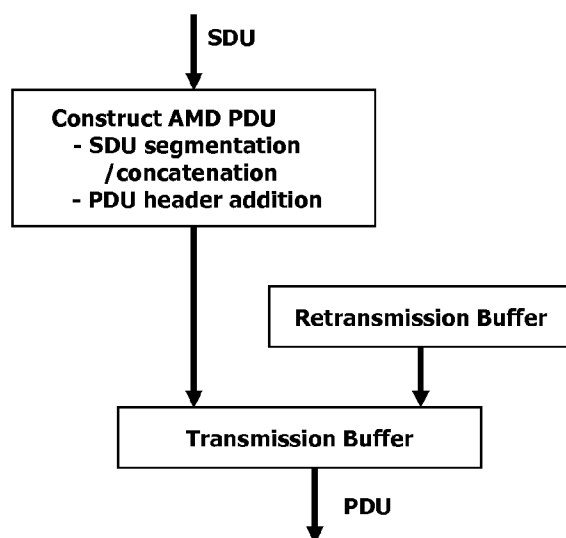 SDU
Construct AMD PDU
- SDU segmentation
/concatenation
- PDU header addition
Retransmission Buffer
Transmission Buffer
PDU